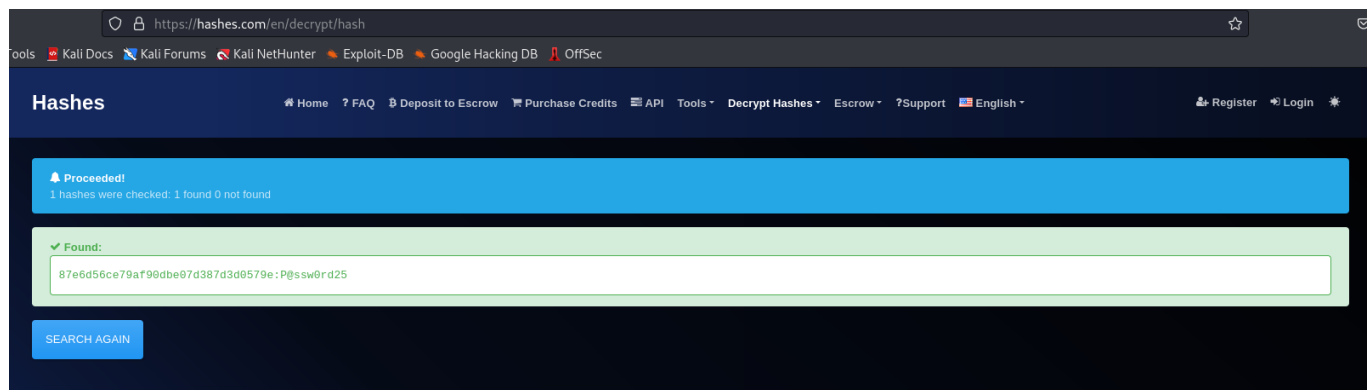 https://hashes.com/en/decrypt/hash
Tools Kali Docs Kali Forums Kali NetHunter Exploit-DB Google Hacking DB OffSec
Hashes Home ? FAQ Deposit to Escrow Purchase Credits API Tools Decrypt Hashes Escrow ?Support English Register Login
Proceeded!
1 hashes were checked: 1 found 0 not found
Found:
87e6d56ce79af90dbe07d387d3d0579e:P@ssw0rd25
SEARCH AGAIN